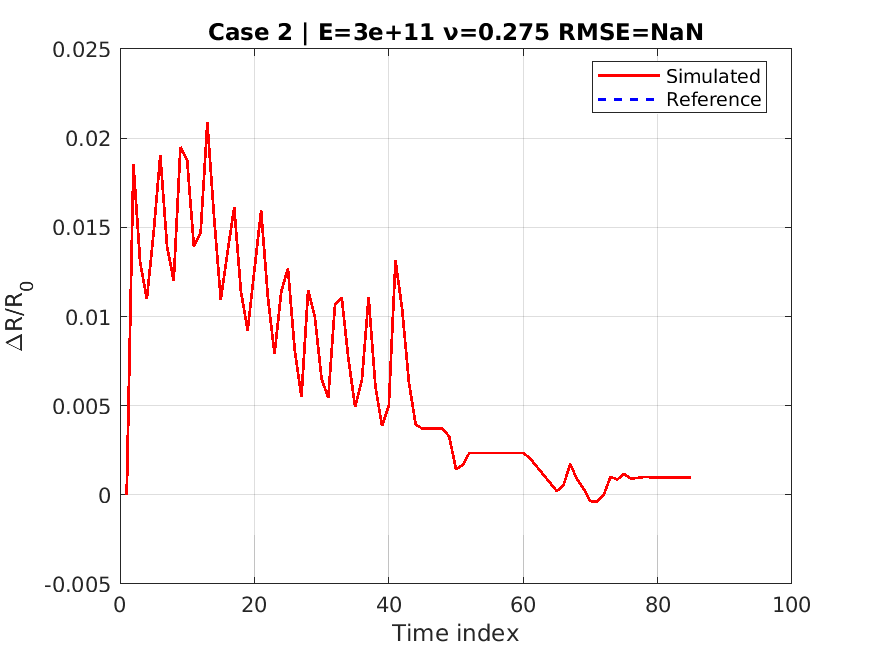 Case 2 | E=3e+11 ν=0.275 RMSE=NaN
Simulated
Reference
ΔR/R₀
0.025
0.02
0.015
0.01
0.005
0
-0.005
0 20 40 60 80 100
Time index